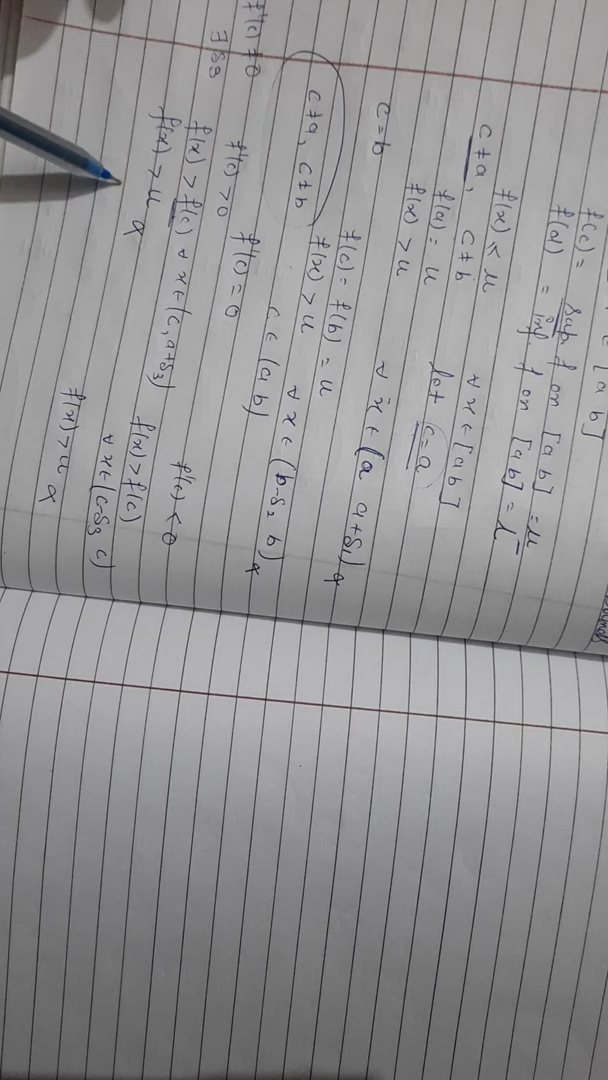 ∈ [a b]
f(c) = sup f on [a, b] = u
f(d) = inf f on [a, b] = l
f(x) ≤ u ∀ x ∈ [a, b]
c ≠ a, c ≠ b let c = a
f(a) = u
f(x) > u ∀ x ∈ (a a+δ₁)
c = b f(c) = f(b) = u
f(x) > u ∀ x ∈ (b-δ₂ b)
c ≠ a, c ≠ b c ∈ (a, b)
f'(c) = 0
f'(c) ≠ 0 f'(c) > 0 f'(c) < 0
∃ δ3
f(x) > f(c) ∀ x ∈ (c, a+δ₃) f(x) > f(c)
f(x) > u ∀ x ∈ (c-δ3 c)
f(x) > u